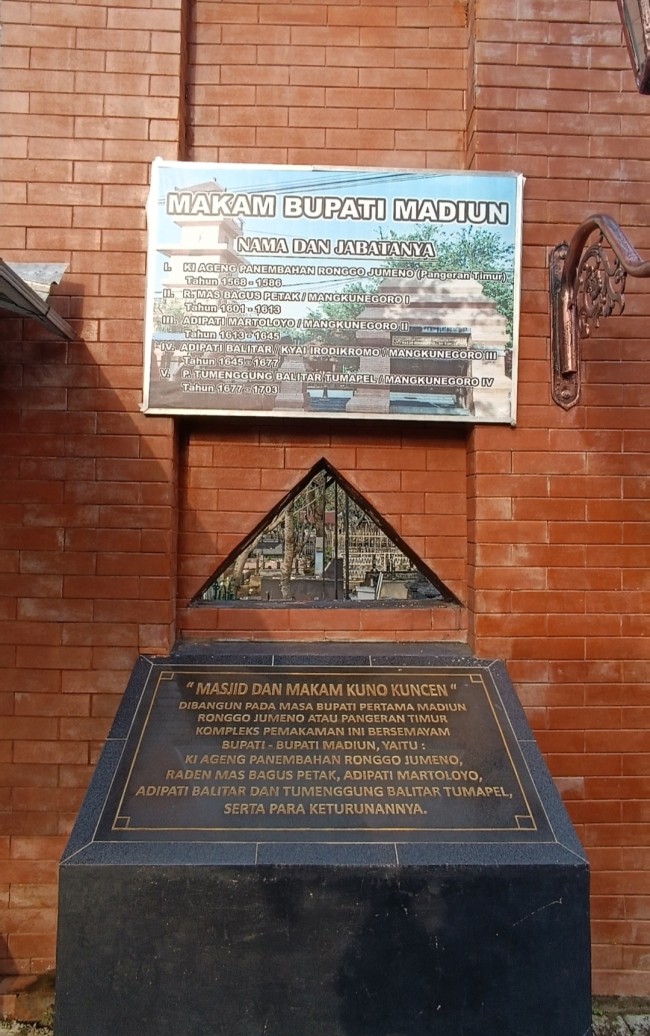 MAKAM BUPATI MADIUN
NAMA DAN JABATANYA
I. KI AGENG PANEMBAHAN RONGGO JUMENO (Pangeran Timur)
Tahun 1568 - 1586
II. R. MAS BAGUS PETAK / MANGKUNEGORO I
Tahun 1601 - 1613
III. ADIPATI MARTOLOYO / MANGKUNEGORO II
Tahun 1613 - 1645
IV. ADIPATI BALITAR / KYAI IRODIKROMO / MANGKUNEGORO III
Tahun 1645 - 1677
V. P. TUMENGGUNG BALITAR TUMAPEL / MANGKUNEGORO IV
Tahun 1677 - 1703
" MASJID DAN MAKAM KUNO KUNCEN "
DIBANGUN PADA MASA BUPATI PERTAMA MADIUN
RONGGO JUMENO ATAU PANGERAN TIMUR
KOMPLEKS PEMAKAMAN INI BERSEMAYAM
BUPATI - BUPATI MADIUN, YAITU :
KI AGENG PANEMBAHAN RONGGO JUMENO,
RADEN MAS BAGUS PETAK, ADIPATI MARTOLOYO,
ADIPATI BALITAR DAN TUMENGGUNG BALITAR TUMAPEL,
SERTA PARA KETURUNANNYA.